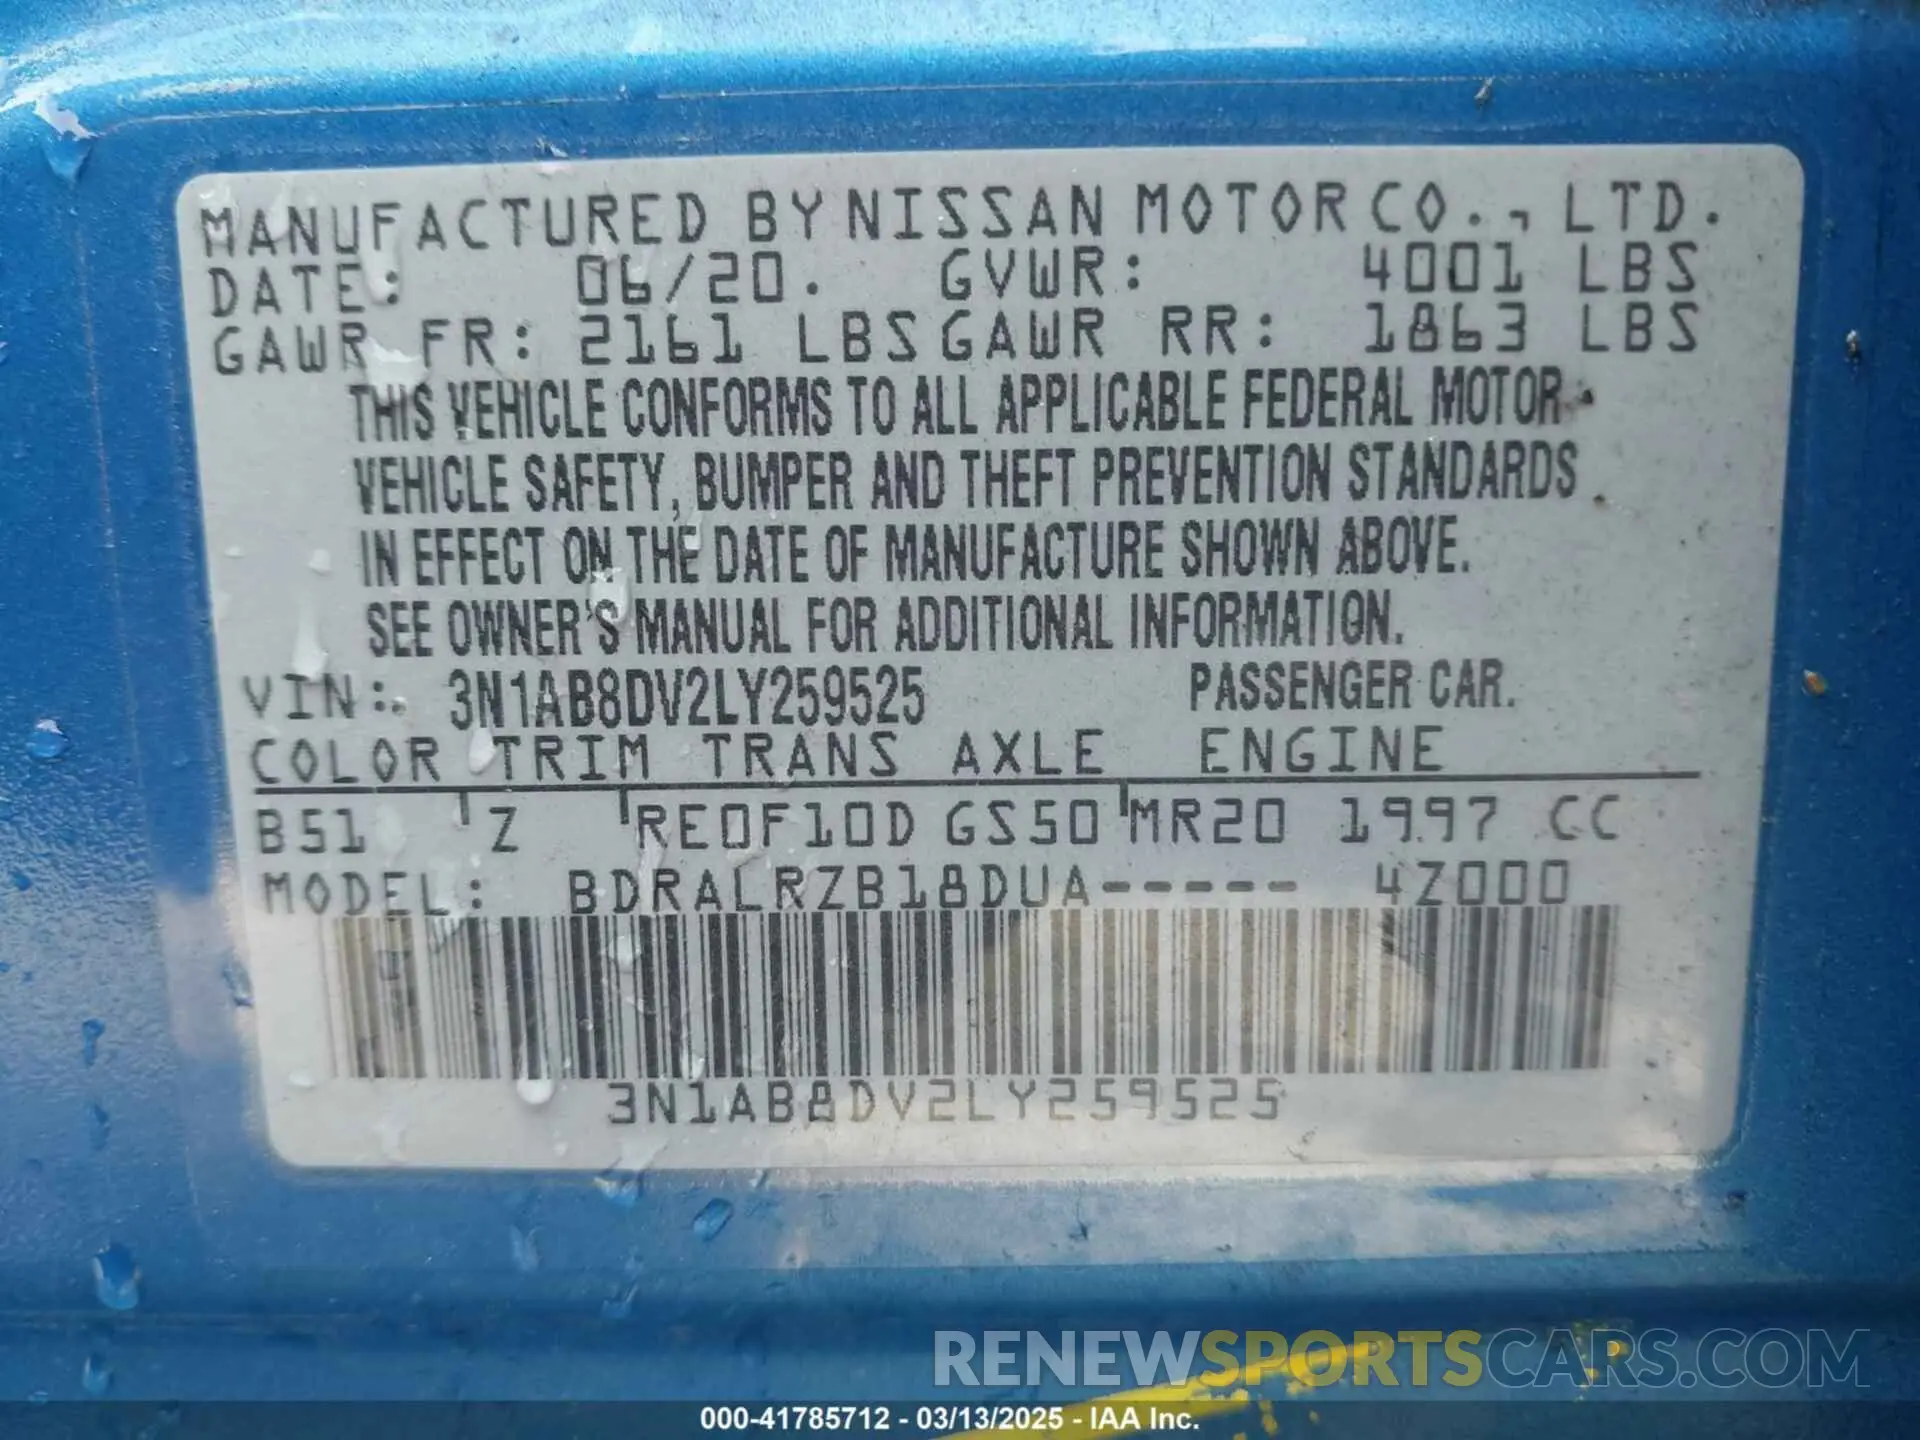 MANUFACTURED BY NISSAN MOTOR CO., LTD.
DATE: 06/20. GVWR: 4001 LBS
GAWR FR: 2161 LBS GAWR RR: 1863 LBS
THIS VEHICLE CONFORMS TO ALL APPLICABLE FEDERAL MOTOR
VEHICLE SAFETY, BUMPER AND THEFT PREVENTION STANDARDS
IN EFFECT ON THE DATE OF MANUFACTURE SHOWN ABOVE.
SEE OWNER'S MANUAL FOR ADDITIONAL INFORMATION.
VIN: 3N1AB8DV2LY259525 PASSENGER CAR.
COLOR TRIM TRANS AXLE ENGINE
B51 Z RE0F10D GS50 MR20 1997 CC
MODEL: BDRALRZB18DUA----- 4Z000
3N1AB8DV2LY259525
RENEWSPORTSCARS.COM
000-41785712 - 03/13/2025 - IAA Inc.